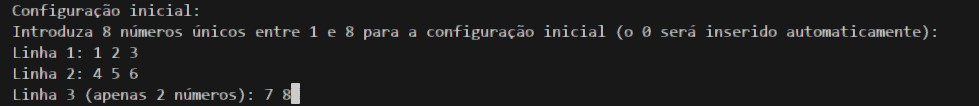 Configuração inicial:
Introduza 8 números únicos entre 1 e 8 para a configuração inicial (o 0 será inserido automaticamente):
Linha 1: 1 2 3
Linha 2: 4 5 6
Linha 3 (apenas 2 números): 7 8